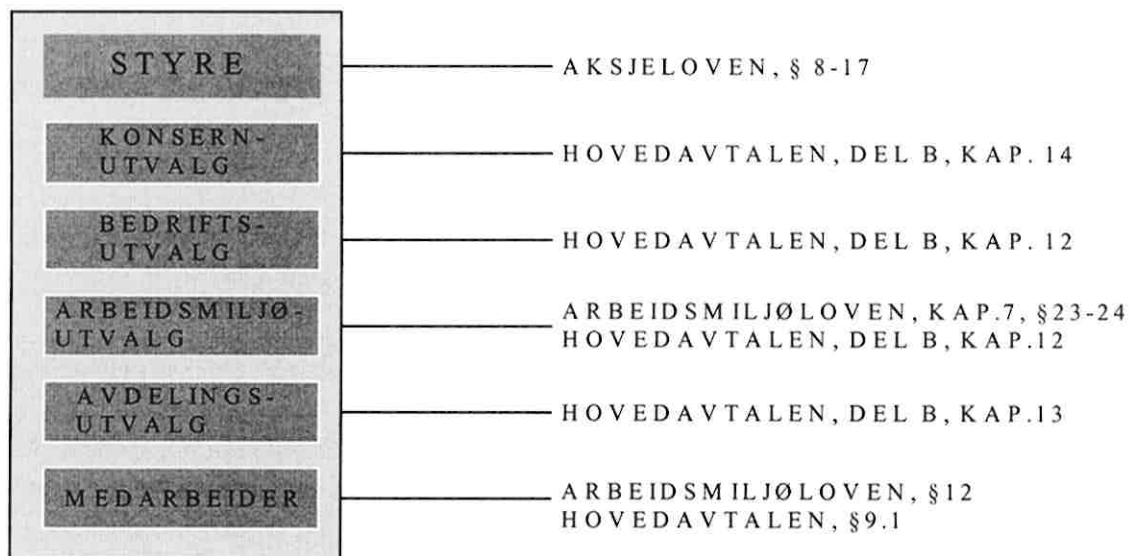 STYRE
AKSJELOVEN, § 8-17
KONSERN-
UTVALG
HOVEDAVTALEN, DEL B, KAP. 14
BEDRIFTS-
UTVALG
HOVEDAVTALEN, DEL B, KAP. 12
ARBEIDSMILJØ-
UTVALG
ARBEIDSMILJØLOVEN, KAP.7, §23-24
HOVEDAVTALEN, DEL B, KAP.12
AVDELINGS-
UTVALG
HOVEDAVTALEN, DEL B, KAP.13
MEDARBEIDER
ARBEIDSMILJØLOVEN, §12
HOVEDAVTALEN, §9.1